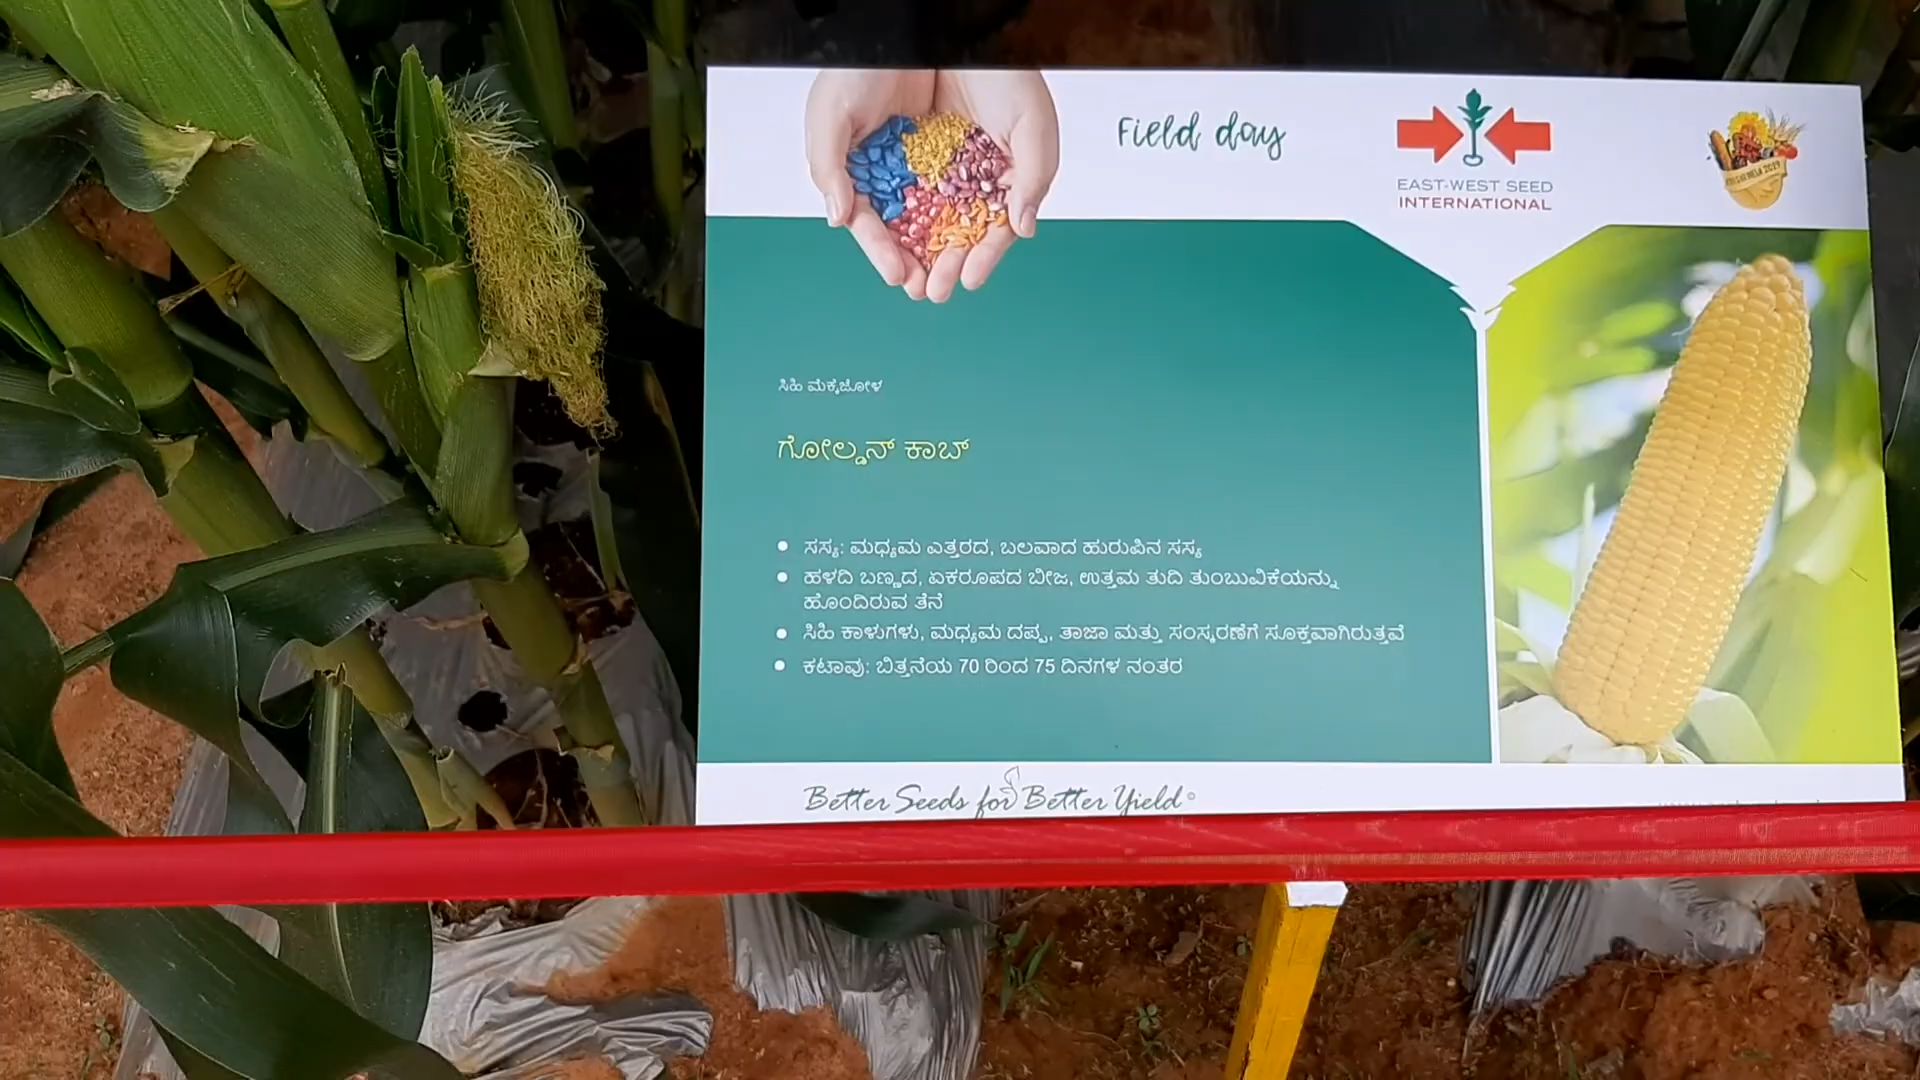 Field day
EAST-WEST SEED
INTERNATIONAL
ಸಿಹಿ ಮೆಕ್ಕಜೋಳ
ಗೋಲ್ಡನ್ ಕಾಬ್
ಸಸ್ಯ: ಮಧ್ಯಮ ಎತ್ತರದ, ಬಲವಾದ ಹುರುಪಿನ ಸಸ್ಯ
ಹಳದಿ ಬಣ್ಣದ, ಏಕರೂಪದ ಬೀಜ, ಉತ್ತಮ ತುದಿ ತುಂಬುವಿಕೆಯನ್ನು
ಹೊಂದಿರುವ ತೆನೆ
ಸಿಹಿ ಕಾಳುಗಳು, ಮಧ್ಯಮ ದಪ್ಪ, ತಾಜಾ ಮತ್ತು ಸಂಸ್ಕರಣೆಗೆ ಸೂಕ್ತವಾಗಿರುತ್ತವೆ
ಕಟಾವು: ಬಿತ್ತನೆಯ 70 ರಿಂದ 75 ದಿನಗಳ ನಂತರ
Better Seeds for Better Yield